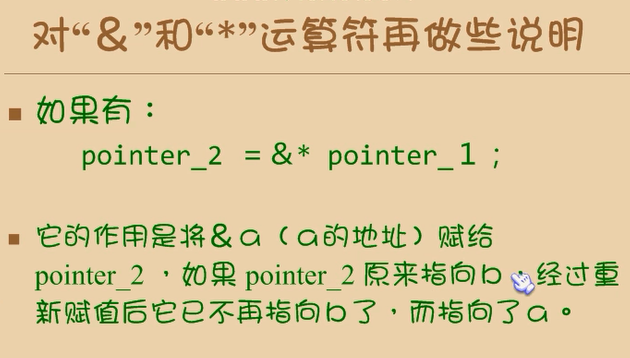 对“&”和“*”运算符再做些说明
如果有：
pointer_2 =&* pointer_1;
它的作用是将&a（a的地址）赋给
pointer_2 ，如果 pointer_2 原来指向b，经过重
新赋值后它已不再指向b了，而指向了a。